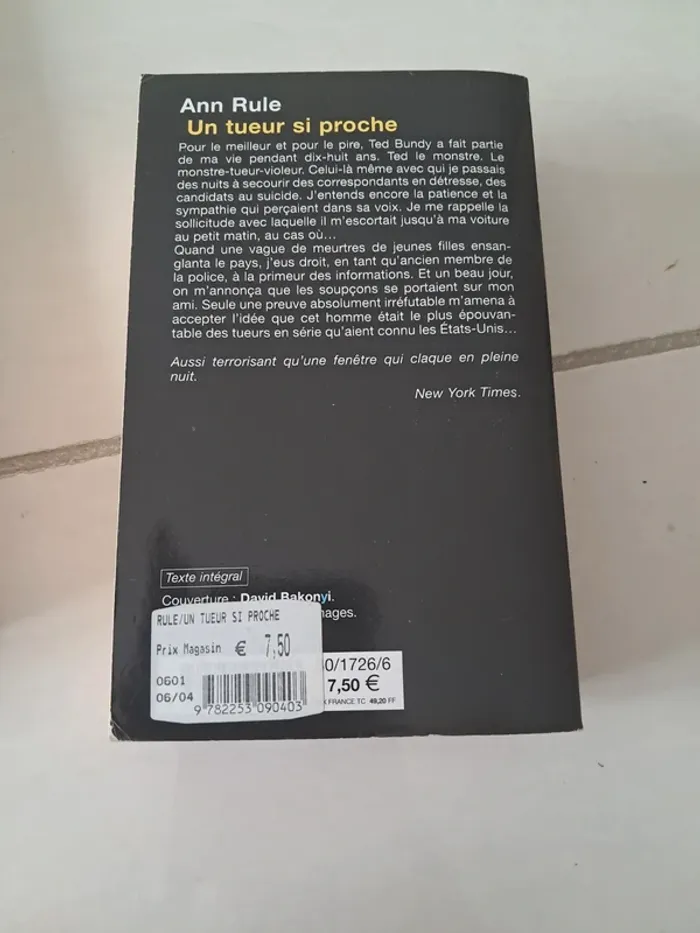 Ann Rule
Un tueur si proche
Pour le meilleur et pour le pire, Ted Bundy a fait partie
de ma vie pendant dix-huit ans. Ted le monstre. Le
monstre-tueur-violeur. Celui-là même avec qui je passais
des nuits à secourir des correspondants en détresse, des
candidats au suicide. J'entends encore la patience et la
sympathie qui perçaient dans sa voix. Je me rappelle la
sollicitude avec laquelle il m'escortait jusqu'à ma voiture
au petit matin, au cas où...
Quand une vague de meurtres de jeunes filles ensan-
glanta le pays, j'eus droit, en tant qu'ancien membre de
la police, à la primeur des informations. Et un beau jour,
on m'annonça que les soupçons se portaient sur mon
ami. Seule une preuve absolument irréfutable m'amena à
accepter l'idée que cet homme était le plus épouvan-
table des tueurs en série qu'aient connu les États-Unis...
Aussi terrorisant qu'une fenêtre qui claque en pleine
nuit.
New York Times.
Texte intégral
Couverture : David Bakonyi.
mages.
RULE/UN TUEUR SI PROCHE
Prix Magasin € 7,50
0601
06/04
9 782253 090403
0/1726/6
7,50 €
FRANCE TC 49,20 FF